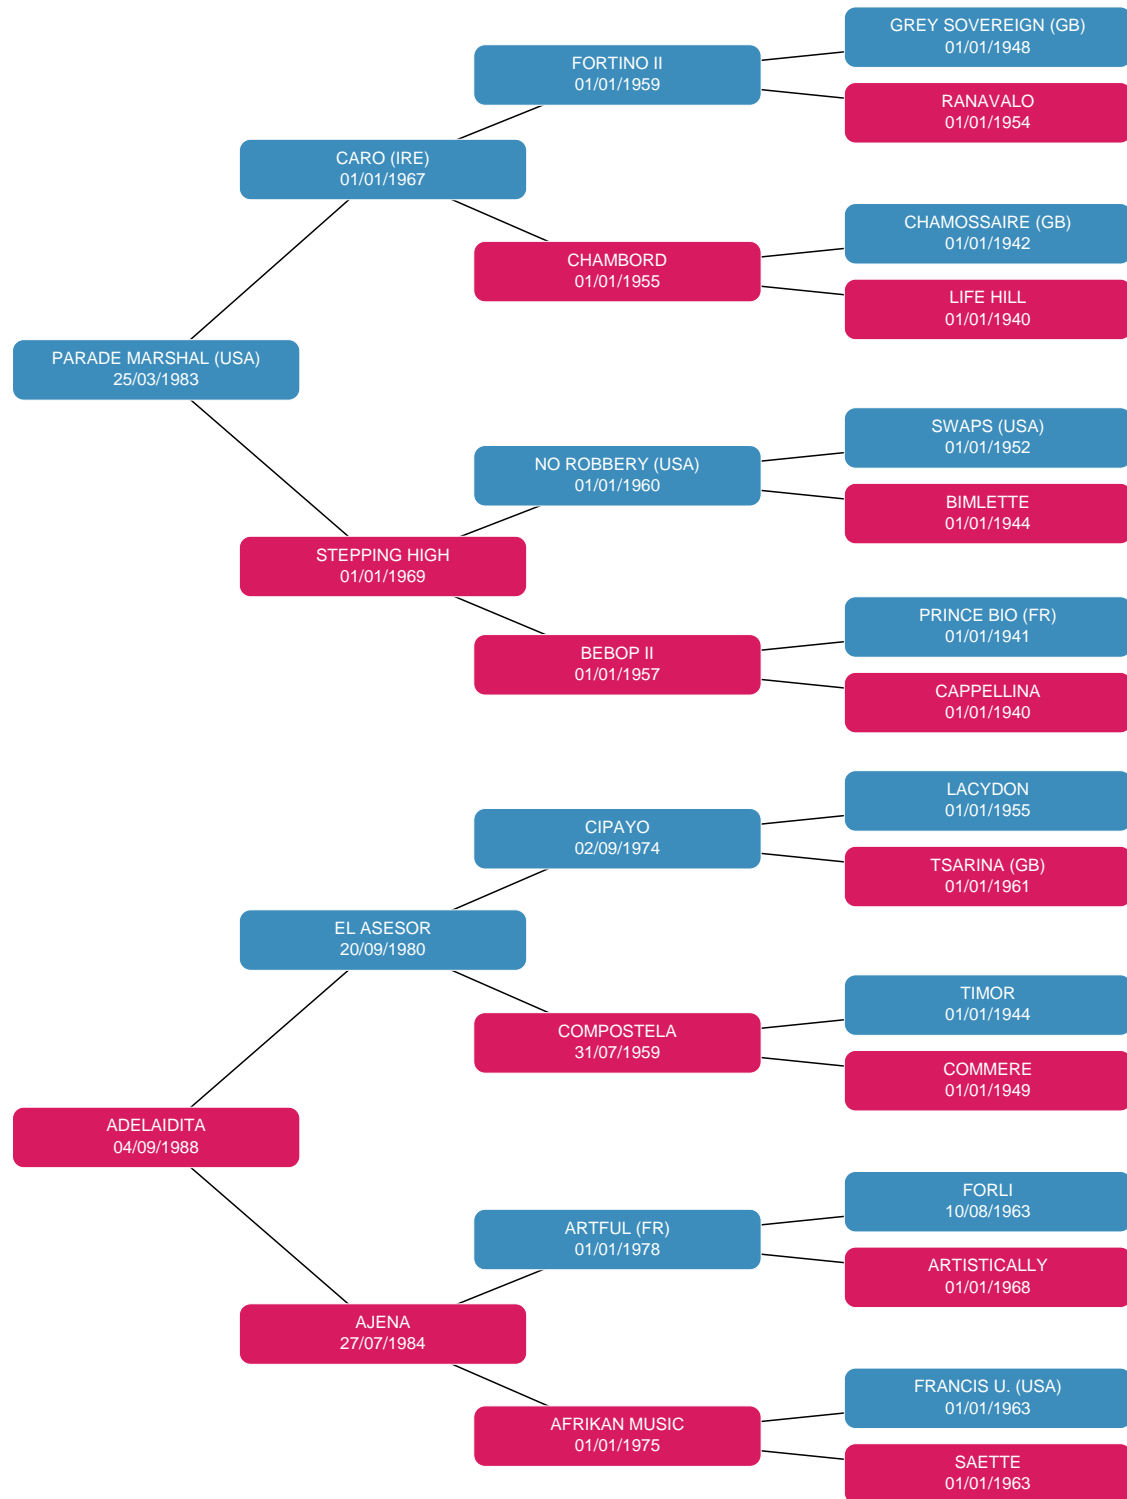 GREY SOVEREIGN (GB)
01/01/1948
FORTINO II
01/01/1959
RANAVALO
01/01/1954
CARO (IRE)
01/01/1967
CHAMOSSAIRE (GB)
01/01/1942
CHAMBORD
01/01/1955
LIFE HILL
01/01/1940
PARADE MARSHAL (USA)
25/03/1983
SWAPS (USA)
01/01/1952
NO ROBBERY (USA)
01/01/1960
BIMLETTE
01/01/1944
STEPPING HIGH
01/01/1969
PRINCE BIO (FR)
01/01/1941
BEBOP II
01/01/1957
CAPPELLINA
01/01/1940
LACYDON
01/01/1955
CIPAYO
02/09/1974
TSARINA (GB)
01/01/1961
EL ASESOR
20/09/1980
TIMOR
01/01/1944
COMPOSTELA
31/07/1959
COMMERE
01/01/1949
ADELAIDITA
04/09/1988
FORLI
10/08/1963
ARTFUL (FR)
01/01/1978
ARTISTICALLY
01/01/1968
AJENA
27/07/1984
FRANCIS U. (USA)
01/01/1963
AFRIKAN MUSIC
01/01/1975
SAETTE
01/01/1963